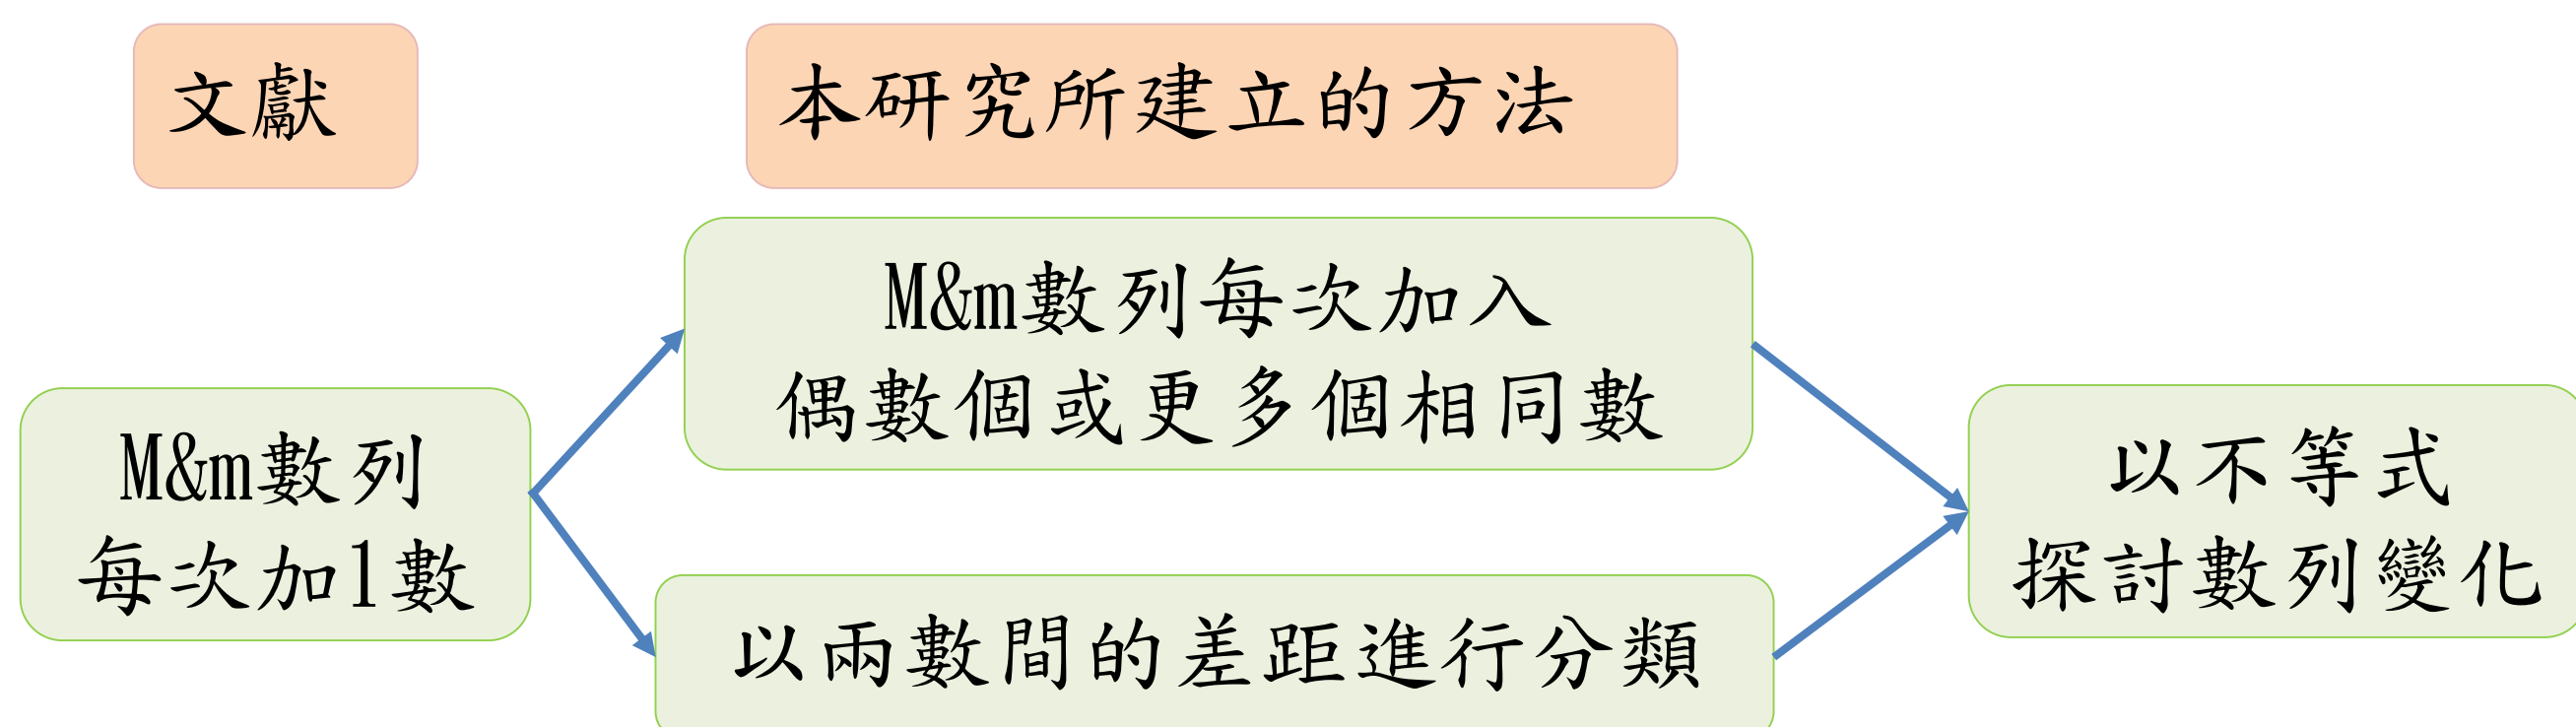 文獻
本研究所建立的方法
M&m數列
每次加1數
M&m數列每次加入
偶數個或更多個相同數
以兩數間的差距進行分類
以不等式
探討數列變化